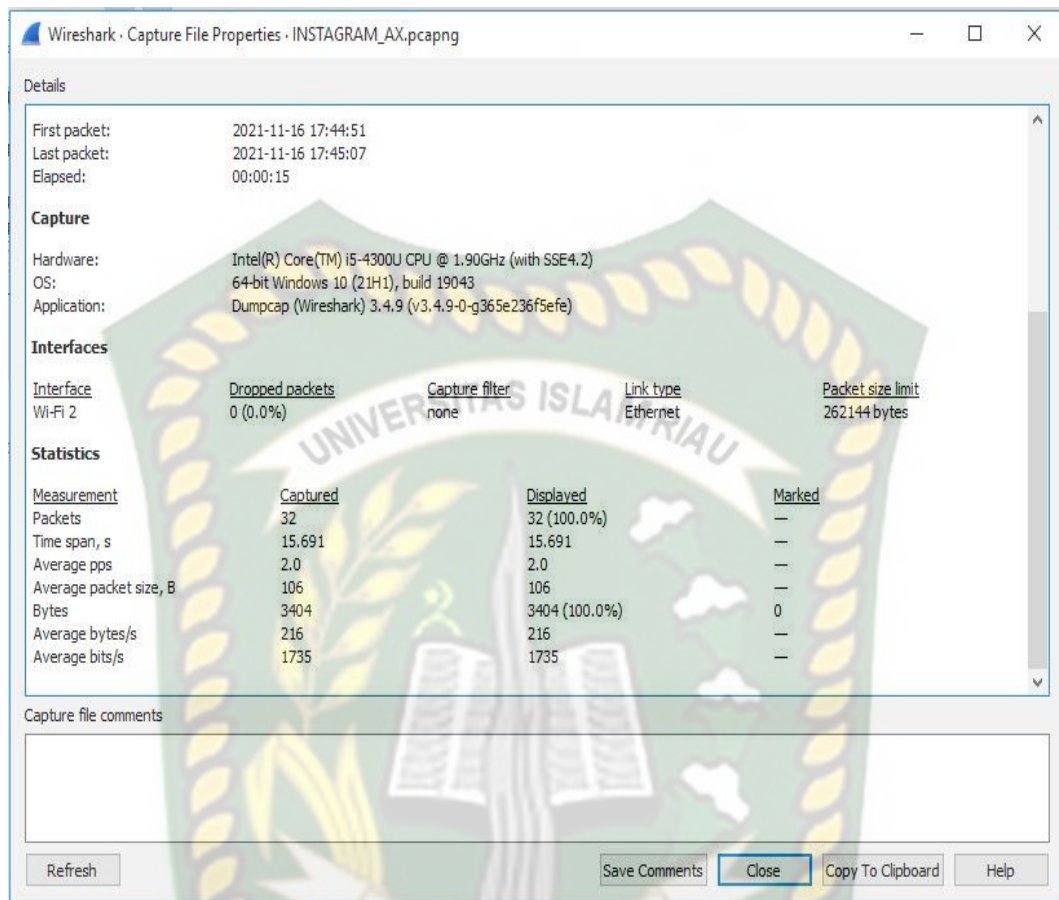 Wireshark · Capture File Properties · INSTAGRAM_AX.pcapng
Details
First packet: 2021-11-16 17:44:51
Last packet: 2021-11-16 17:45:07
Elapsed: 00:00:15
Capture
Hardware: Intel(R) Core(TM) i5-4300U CPU @ 1.90GHz (with SSE4.2)
OS: 64-bit Windows 10 (21H1), build 19043
Application: Dumpcap (Wireshark) 3.4.9 (v3.4.9-0-g365e236f5efe)
Interfaces
Interface Dropped packets Capture filter Link type Packet size limit
Wi-Fi 2 0 (0.0%) none Ethernet 262144 bytes
UNIVERSITAS ISLAM RIAU
Statistics
Measurement Captured Displayed Marked
Packets 32 32 (100.0%) —
Time span, s 15.691 15.691 —
Average pps 2.0 2.0 —
Average packet size, B 106 106 —
Bytes 3404 3404 (100.0%) 0
Average bytes/s 216 216 —
Average bits/s 1735 1735 —
Capture file comments
Refresh Save Comments Close Copy To Clipboard Help